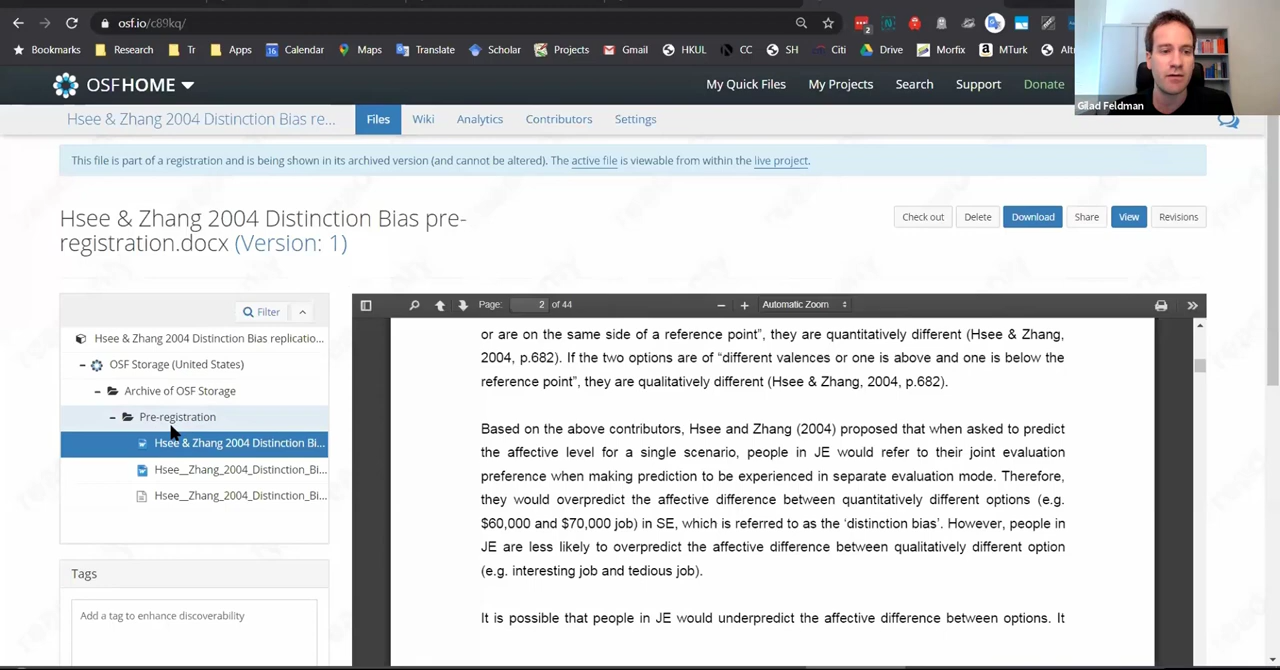 osf.io/c89kq/
2
Bookmarks Research Tr Apps 16 Calendar Maps Translate Scholar Projects Gmail HKUL CC SH Citi Drive Morfix a MTurk
OSFHOME My Quick Files My Projects Search Support Donate
Gilad Feldman
Hsee & Zhang 2004 Distinction Bias re... Files Wiki Analytics Contributors Settings
This file is part of a registration and is being shown in its archived version (and cannot be altered). The active file is viewable from within the live project.
Hsee & Zhang 2004 Distinction Bias pre-
registration.docx (Version: 1)
Check out Delete Download Share View Revisions
Filter
Hsee & Zhang 2004 Distinction Bias replicatio...
OSF Storage (United States)
Archive of OSF Storage
Pre-registration
Hsee & Zhang 2004 Distinction Bi...
Hsee__Zhang_2004_Distinction_Bi...
Hsee__Zhang_2004_Distinction_Bi...
Tags
Add a tag to enhance discoverability
Page: 2 of 44 Automatic Zoom
or are on the same side of a reference point”, they are quantitatively different (Hsee & Zhang,
2004, p.682). If the two options are of “different valences or one is above and one is below the
reference point”, they are qualitatively different (Hsee & Zhang, 2004, p.682).
Based on the above contributors, Hsee and Zhang (2004) proposed that when asked to predict
the affective level for a single scenario, people in JE would refer to their joint evaluation
preference when making prediction to be experienced in separate evaluation mode. Therefore,
they would overpredict the affective difference between quantitatively different options (e.g.
$60,000 and $70,000 job) in SE, which is referred to as the ‘distinction bias’. However, people in
JE are less likely to overpredict the affective difference between qualitatively different option
(e.g. interesting job and tedious job).
It is possible that people in JE would underpredict the affective difference between options. It